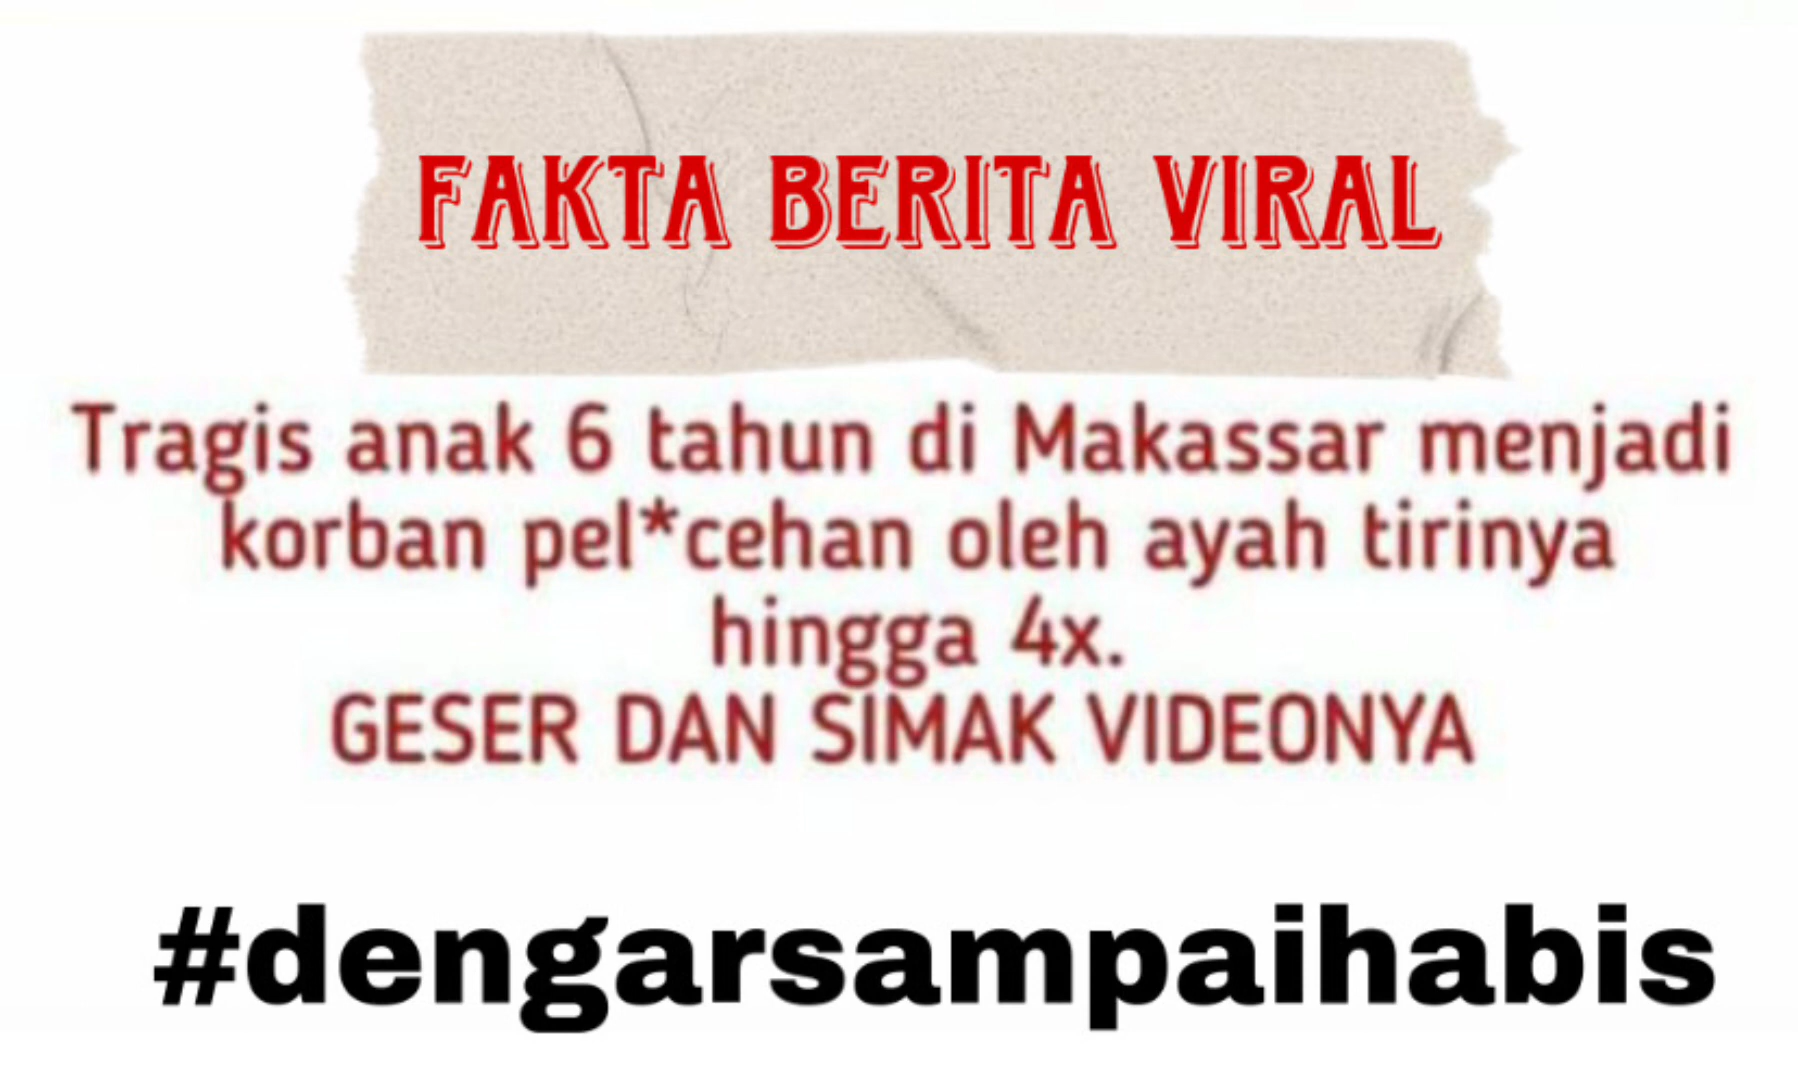 FAKTA BERITA VIRAL
Tragis anak 6 tahun di Makassar menjadi
korban pel*cehan oleh ayah tirinya
hingga 4x.
GESER DAN SIMAK VIDEONYA
#dengarsampaihabis